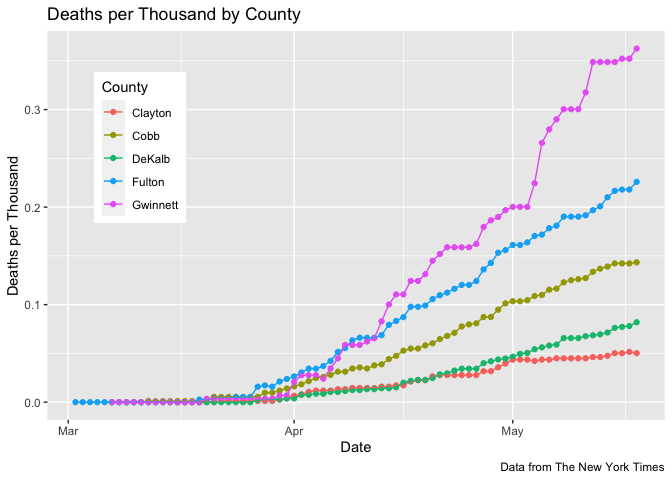 Deaths per Thousand by County
Deaths per Thousand
0.3
0.2
0.1
0.0
County
Clayton
Cobb
DeKalb
Fulton
Gwinnett
Mar
Apr
May
Date
Data from The New York Times